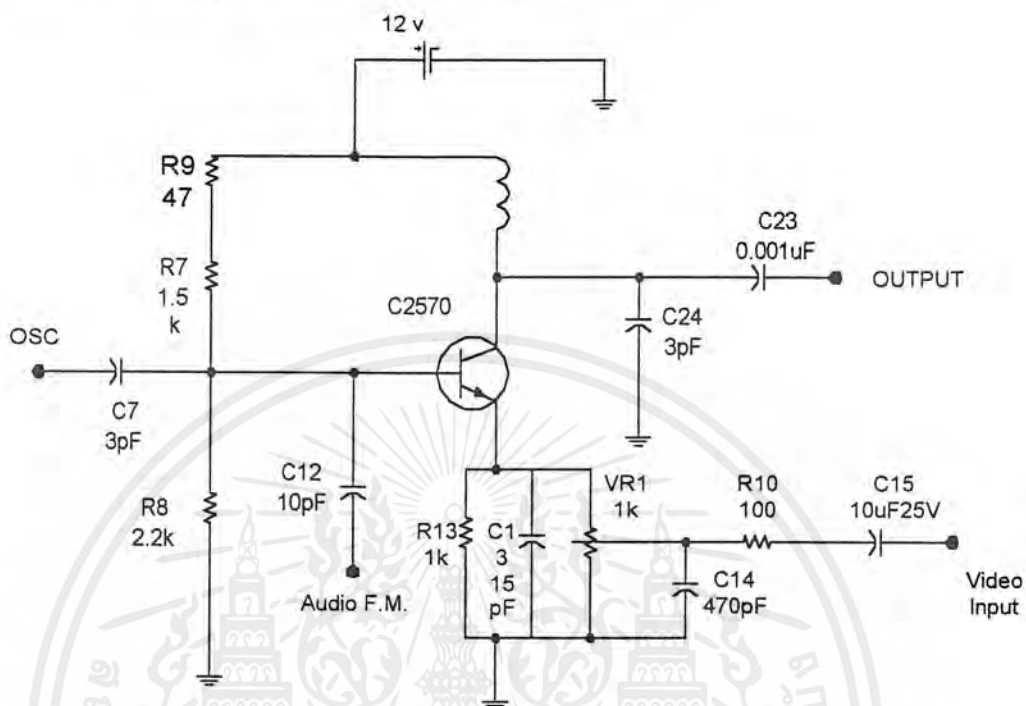 12 v
R9
47
R7
1.5
k
C2570
C23
0.001uF
OUTPUT
C24
3pF
OSC
C7
3pF
R8
2.2k
C12
10pF
Audio F.M.
R13
1k
C1
3
15
pF
VR1
1k
R10
100
C15
10uF25V
C14
470pF
Video
Input